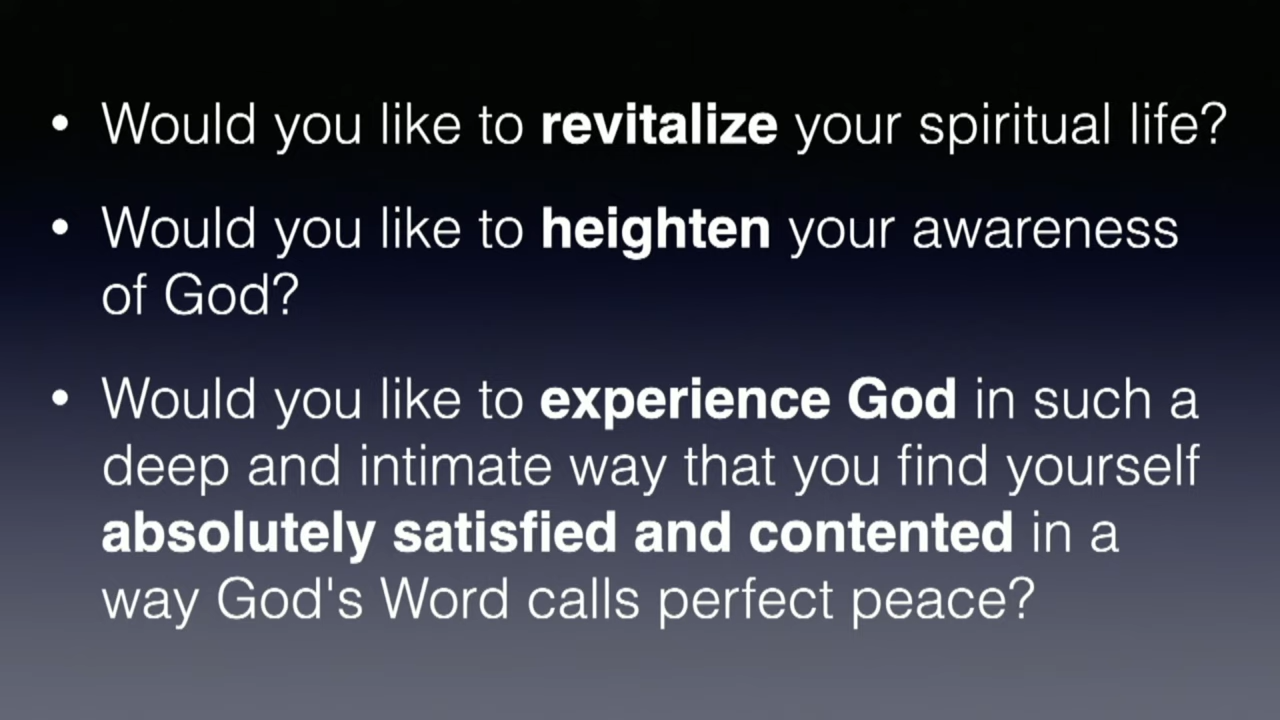 • Would you like to revitalize your spiritual life?
• Would you like to heighten your awareness
of God?
• Would you like to experience God in such a
deep and intimate way that you find yourself
absolutely satisfied and contented in a
way God's Word calls perfect peace?